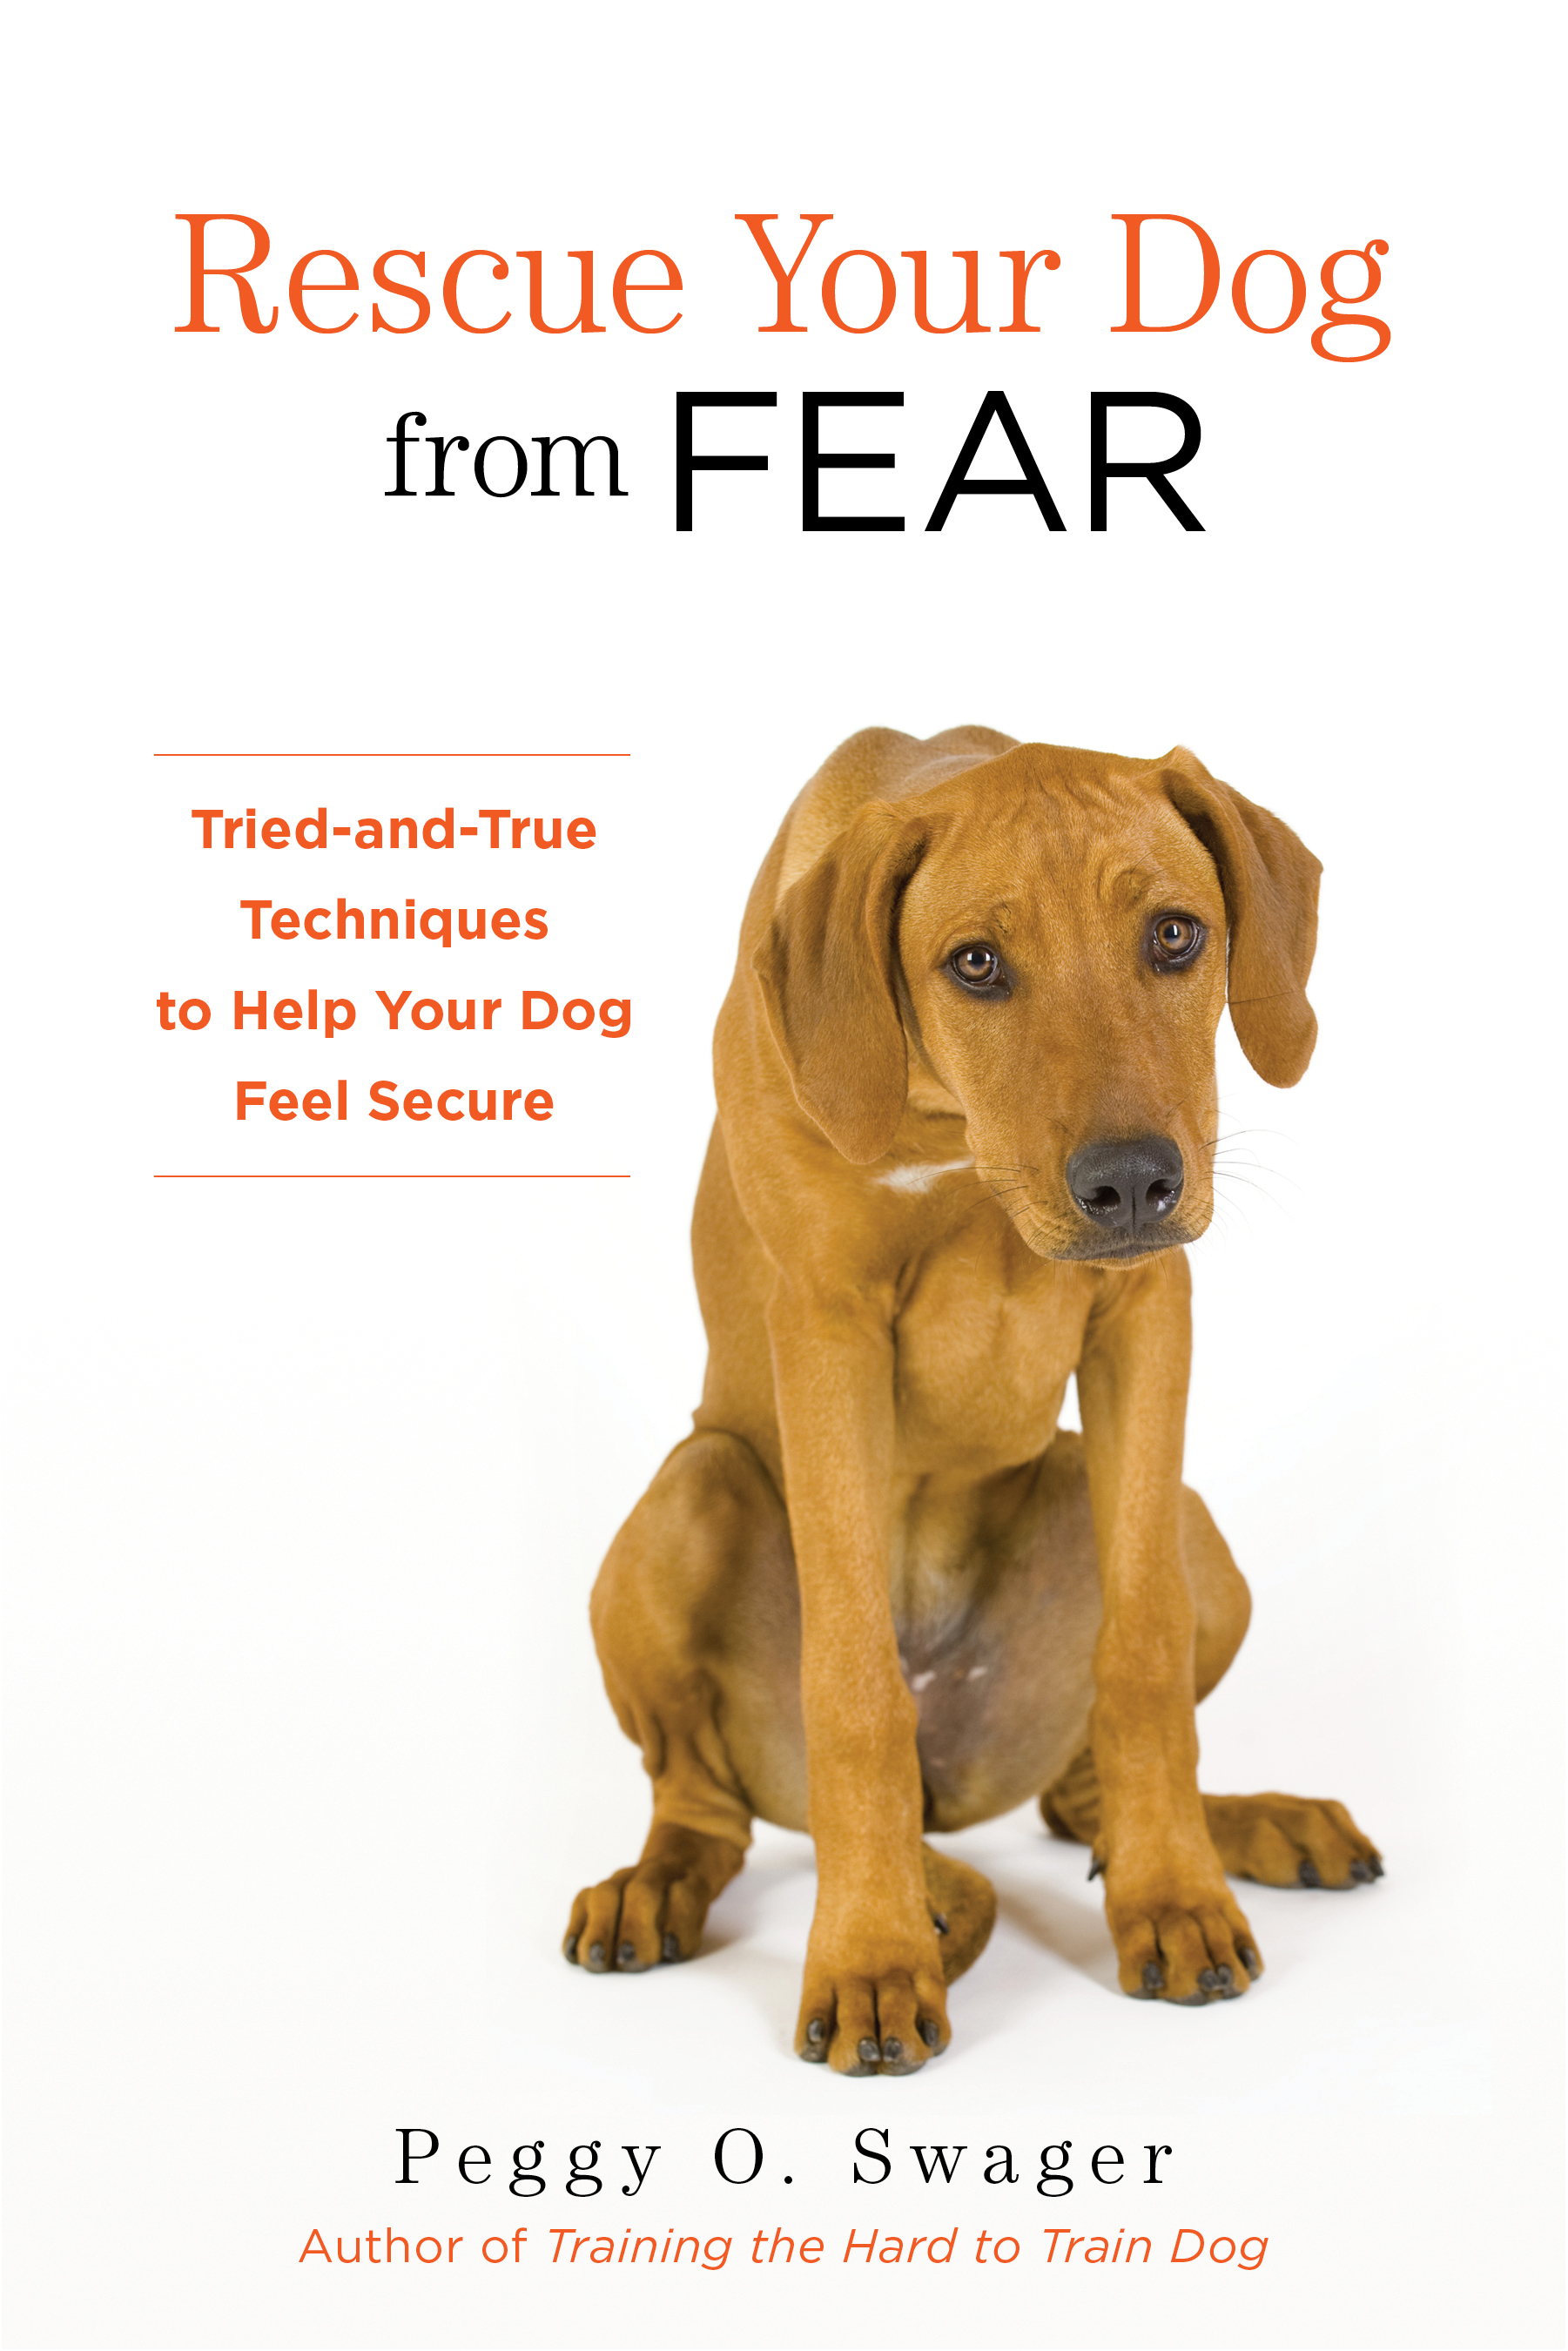 Rescue Your Dog
from FEAR
Tried-and-True
Techniques
to Help Your Dog
Feel Secure
Peggy O. Swager
Author of Training the Hard to Train Dog